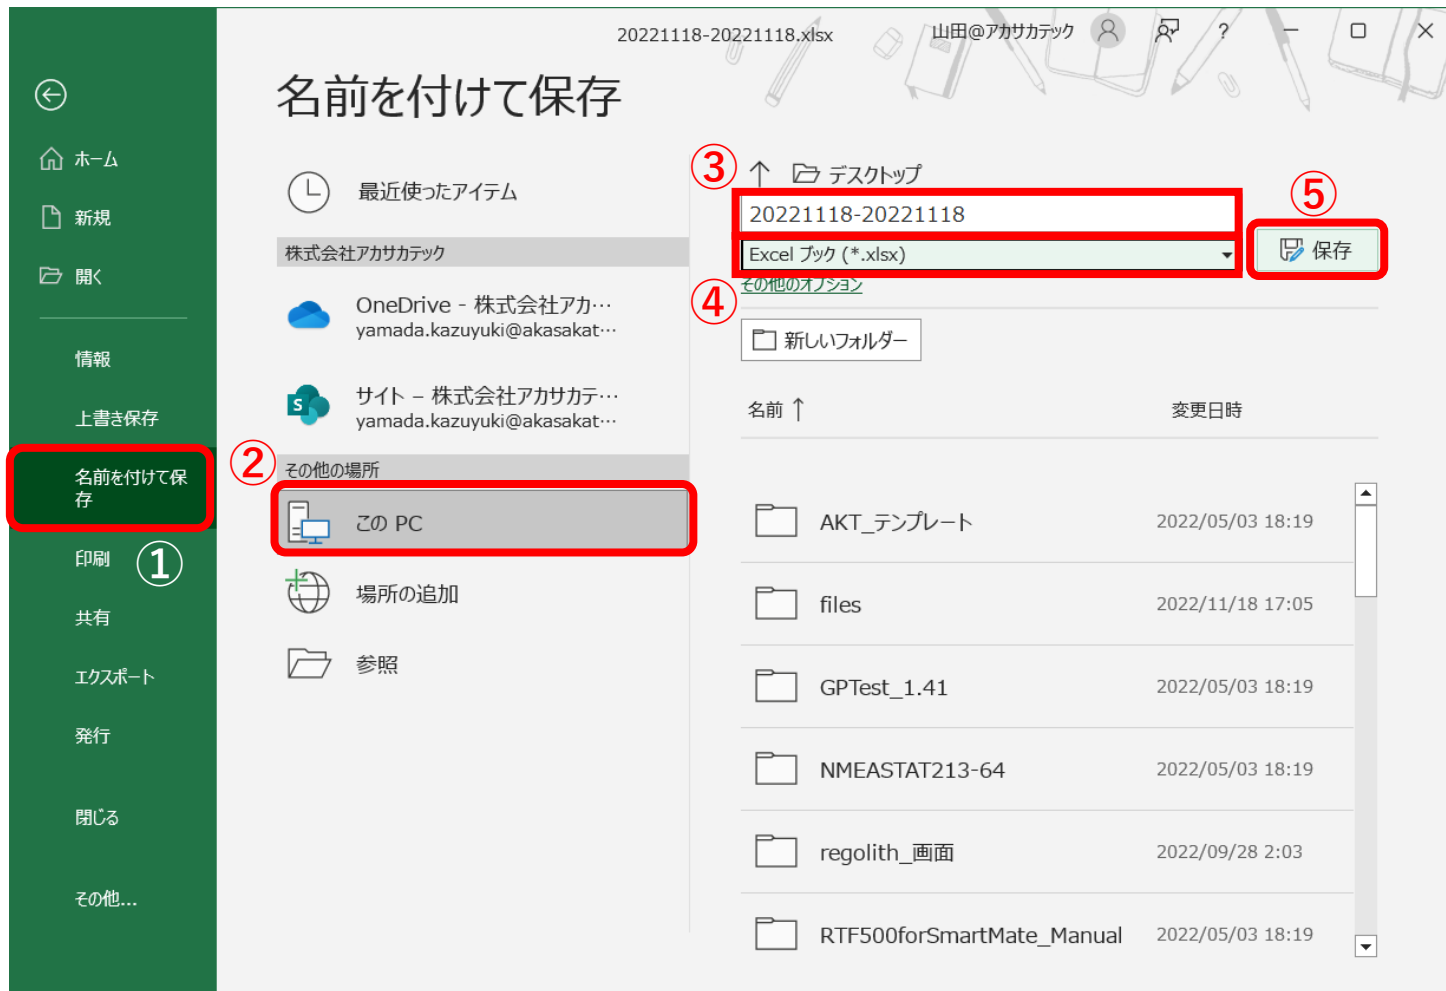 20221118-20221118.xlsx
山田@アカサカテック
?
名前を付けて保存
ホーム
新規
開く
情報
上書き保存
名前を付けて保
存
①
印刷
共有
エクスポート
発行
閉じる
その他...
最近使ったアイテム
株式会社アカサカテック
OneDrive - 株式会社アカ…
yamada.kazuyuki@akasakat…
S
サイト – 株式会社アカサカテ…
yamada.kazuyuki@akasakat…
②
その他の場所
この PC
場所の追加
参照
③
↑ デスクトップ
20221118-20221118
Excel ブック (*.xlsx)
⑤
保存
④
その他のオプション
新しいフォルダー
名前 ↑ 変更日時
AKT_テンプレート 2022/05/03 18:19
files 2022/11/18 17:05
GPTest_1.41 2022/05/03 18:19
NMEASTAT213-64 2022/05/03 18:19
regolith_画面 2022/09/28 2:03
RTF500forSmartMate_Manual 2022/05/03 18:19